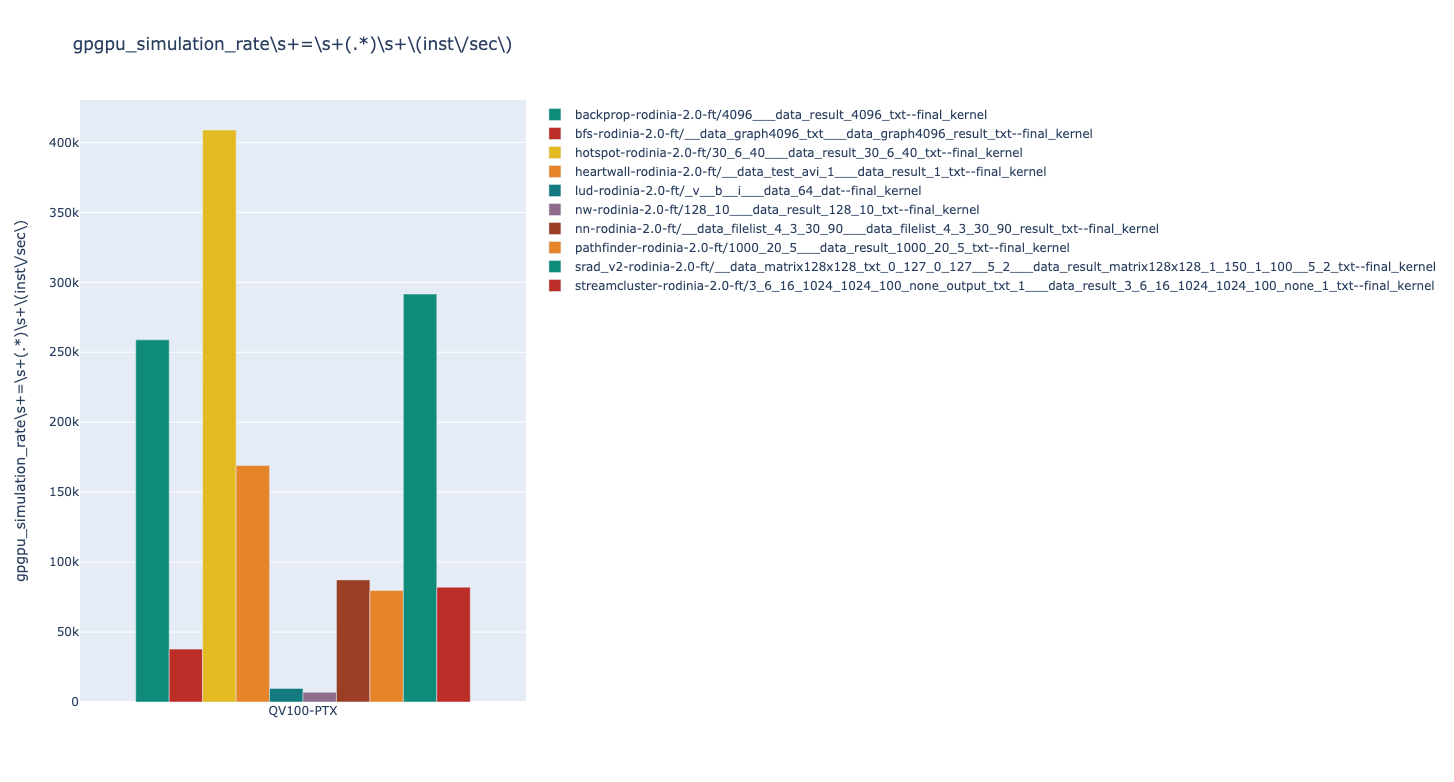 gpgpu_simulation_rate\s+=\s+(.*)\s+\(inst\/sec\)
gpgpu_simulation_rate\s+=\s+(.*)\s+\(inst\/sec\)
400k
350k
300k
250k
200k
150k
100k
50k
0
QV100-PTX
backprop-rodinia-2.0-ft/4096___data_result_4096_txt--final_kernel
bfs-rodinia-2.0-ft/__data_graph4096_txt___data_graph4096_result_txt--final_kernel
hotspot-rodinia-2.0-ft/30_6_40___data_result_30_6_40_txt--final_kernel
heartwall-rodinia-2.0-ft/__data_test_avi_1___data_result_1_txt--final_kernel
lud-rodinia-2.0-ft/_v__b__i___data_64_dat--final_kernel
nw-rodinia-2.0-ft/128_10___data_result_128_10_txt--final_kernel
nn-rodinia-2.0-ft/__data_filelist_4_3_30_90___data_filelist_4_3_30_90_result_txt--final_kernel
pathfinder-rodinia-2.0-ft/1000_20_5___data_result_1000_20_5_txt--final_kernel
srad_v2-rodinia-2.0-ft/__data_matrix128x128_txt_0_127_0_127__5_2___data_result_matrix128x128_1_150_1_100__5_2_txt--final_kernel
streamcluster-rodinia-2.0-ft/3_6_16_1024_1024_100_none_output_txt_1___data_result_3_6_16_1024_1024_100_none_1_txt--final_kernel